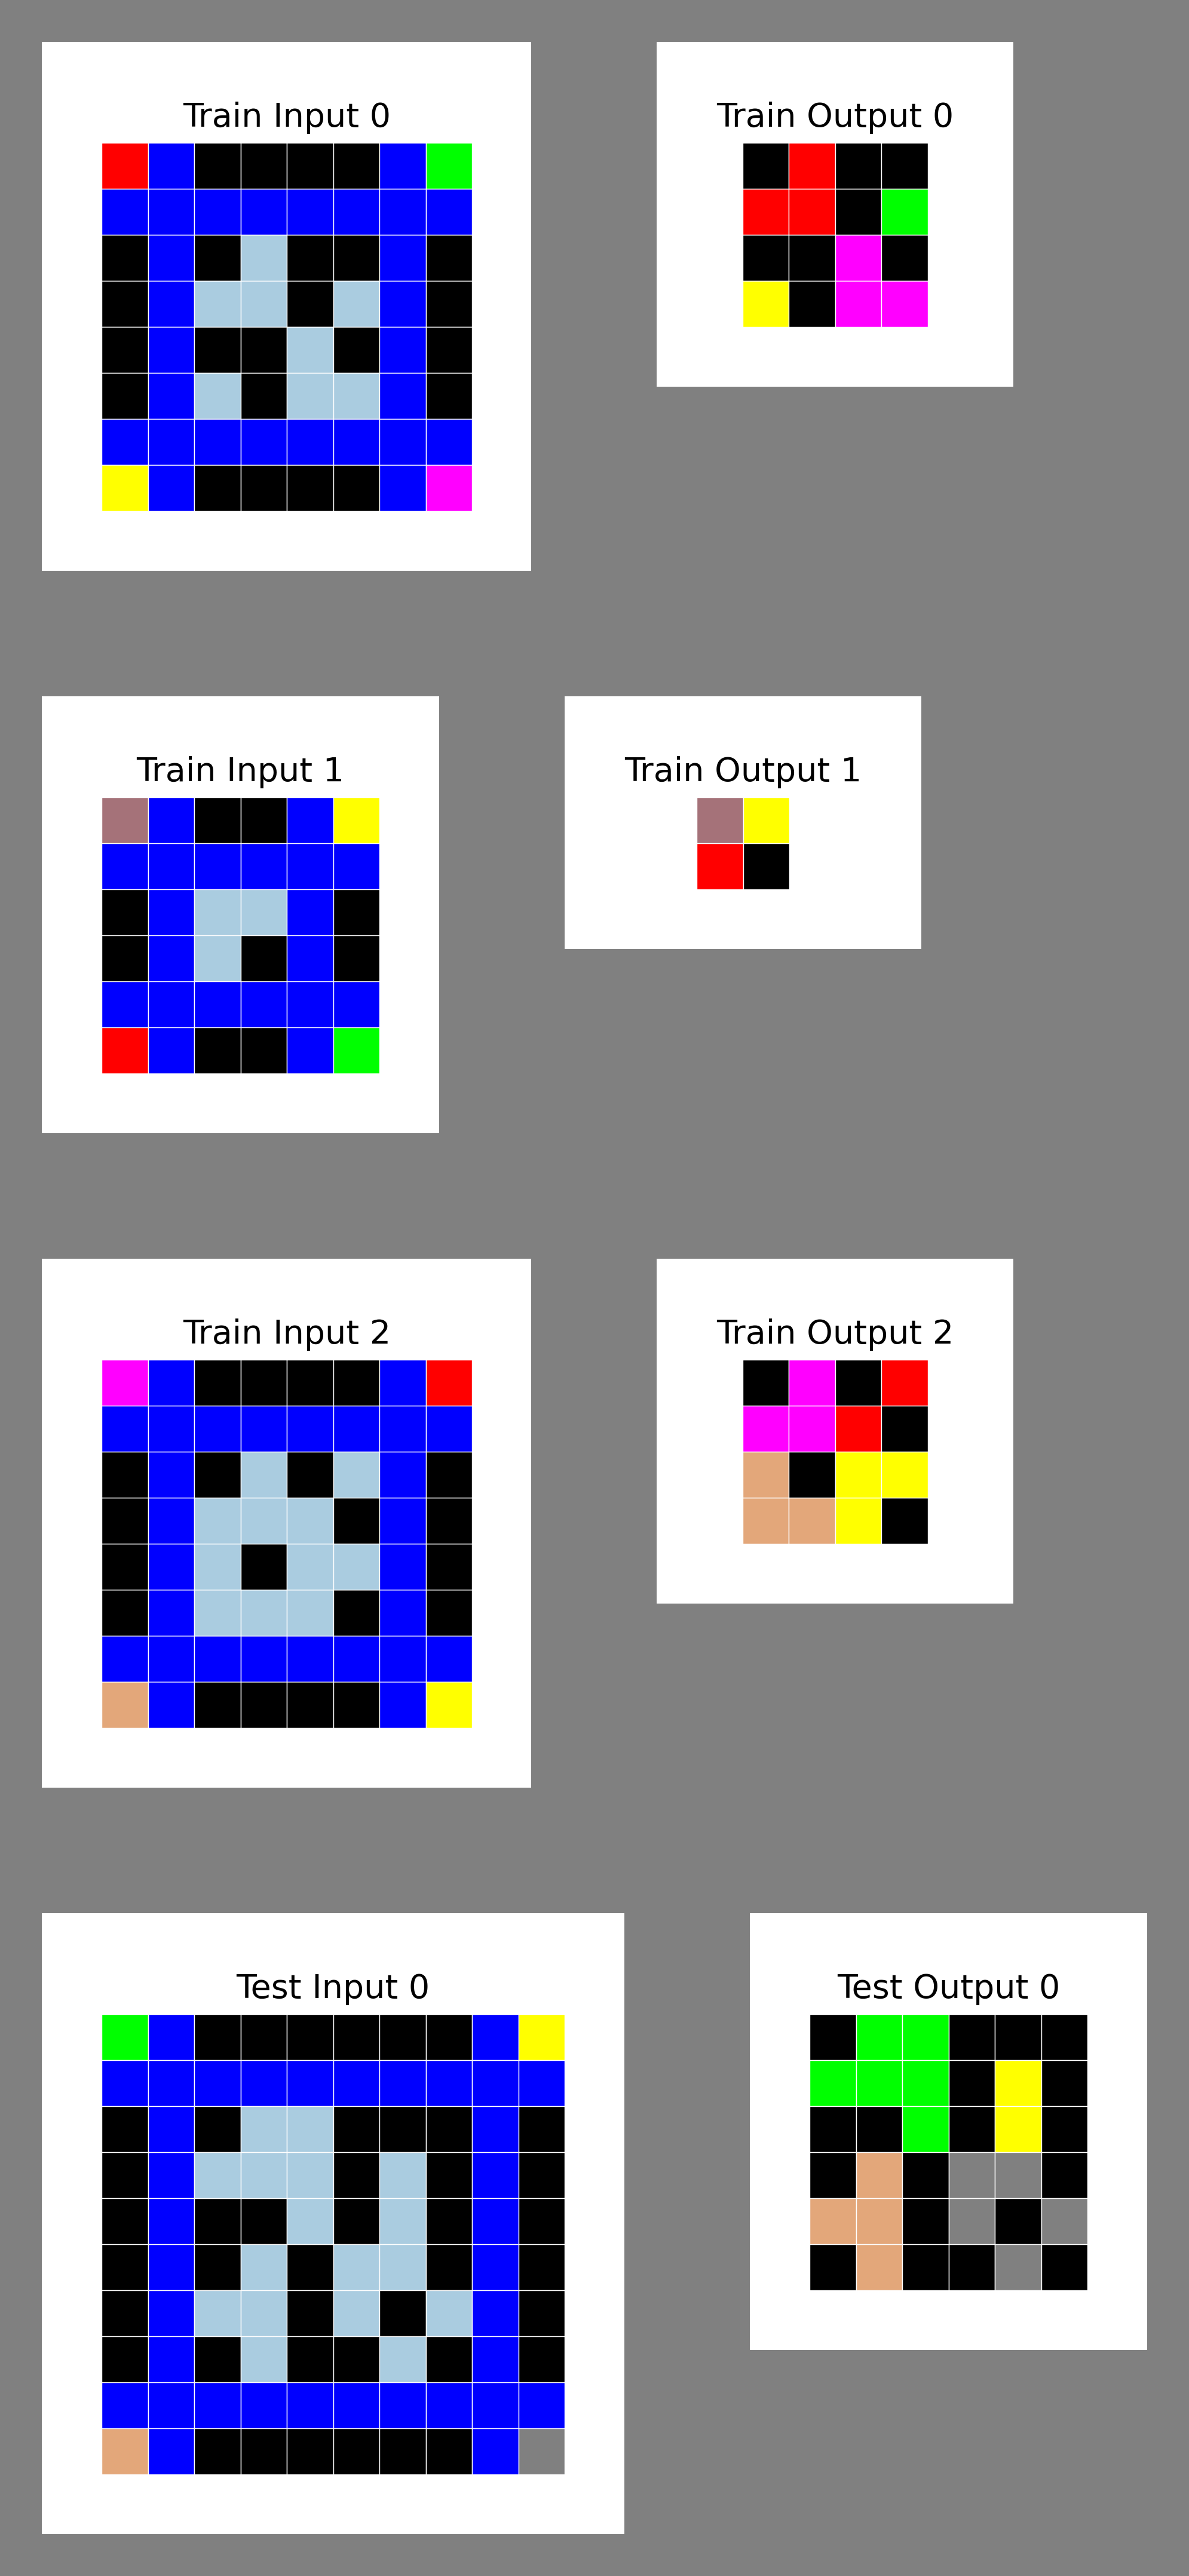 Train Input 0
Train Output 0
Train Input 1
Train Output 1
Train Input 2
Train Output 2
Test Input 0
Test Output 0